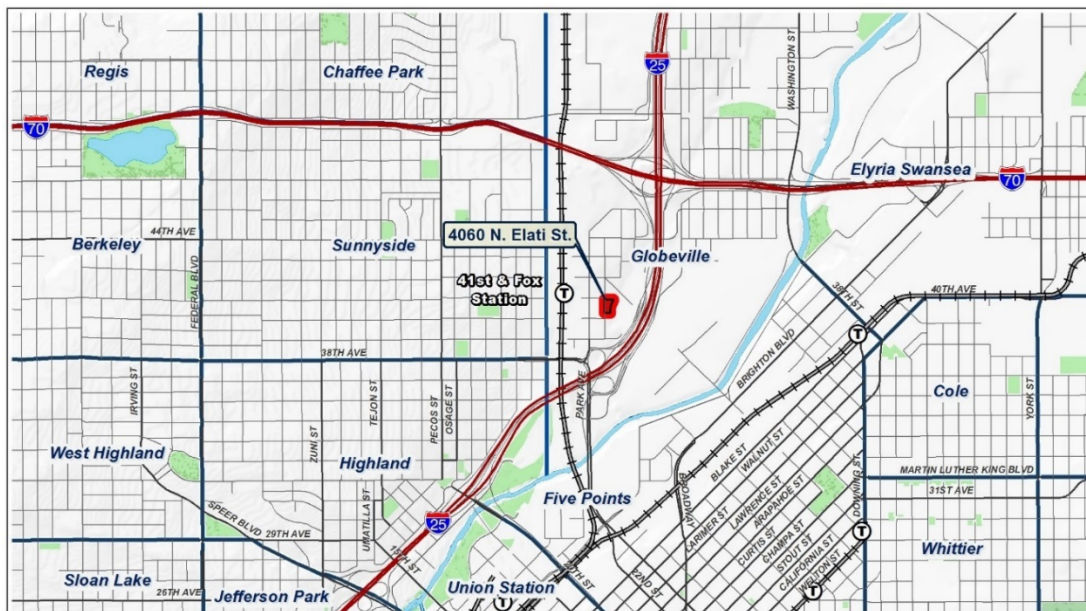 Regis
Chaffee Park
25
WASHINGTON ST
70
Elyria Swansea
70
Berkeley
44TH AVE
FEDERAL BLVD
Sunnyside
4060 N. Elati St.
Globeville
41st & Fox
Station
T
38TH ST
40TH AVE
T
38TH AVE
IRVING ST
ZUNI ST
TEJON ST
PECOS ST
OSAGE ST
PARK AVE
BRIGHTON BLVD
Cole
YORK ST
West Highland
Highland
BLAKE ST
WALNUT ST
MARTIN LUTHER KING BLVD
31ST AVE
Five Points
BROADWAY
LARIMER ST
LAWRENCE ST
ARAPAHOE ST
DOWNING ST
SPEER BLVD
29TH AVE
UMATILLA ST
25
15TH ST
CURTIS ST
CHAMPA ST
STOUT ST
CALIFORNIA ST
WELTON ST
T
Whittier
Sloan Lake
26TH AVE
Jefferson Park
Union Station
T
22ND ST
T